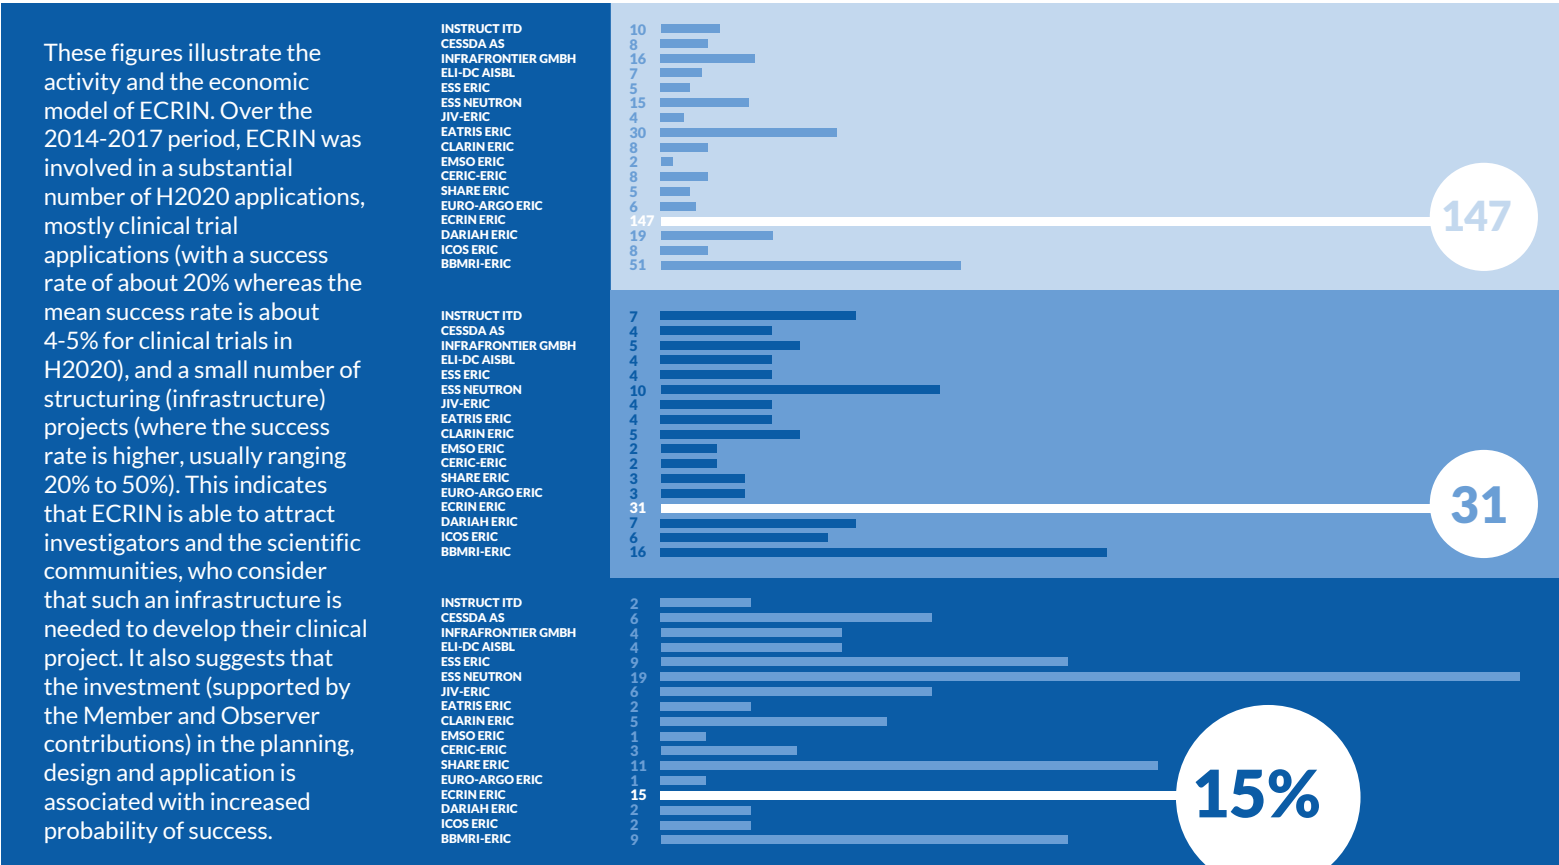 These figures illustrate the
activity and the economic
model of ECRIN. Over the
2014-2017 period, ECRIN was
involved in a substantial
number of H2020 applications,
mostly clinical trial
applications (with a success
rate of about 20% whereas the
mean success rate is about
4-5% for clinical trials in
H2020), and a small number of
structuring (infrastructure)
projects (where the success
rate is higher, usually ranging
20% to 50%). This indicates
that ECRIN is able to attract
investigators and the scientific
communities, who consider
that such an infrastructure is
needed to develop their clinical
project. It also suggests that
the investment (supported by
the Member and Observer
contributions) in the planning,
design and application is
associated with increased
probability of success.
INSTRUCT ITD 10
CESSDA AS 8
INFRAFRONTIER GMBH 16
ELI-DC AISBL 7
ESS ERIC 5
ESS NEUTRON 15
JIV-ERIC 4
EATRIS ERIC 30
CLARIN ERIC 8
EMSO ERIC 2
CERIC-ERIC 8
SHARE ERIC 5
EURO-ARGO ERIC 6
ECRIN ERIC 147 147
DARIAH ERIC 19
ICOS ERIC 8
BBMRI-ERIC 51
INSTRUCT ITD 7
CESSDA AS 4
INFRAFRONTIER GMBH 5
ELI-DC AISBL 4
ESS ERIC 4
ESS NEUTRON 10
JIV-ERIC 4
EATRIS ERIC 4
CLARIN ERIC 5
EMSO ERIC 2
CERIC-ERIC 2
SHARE ERIC 3
EURO-ARGO ERIC 3
ECRIN ERIC 31 31
DARIAH ERIC 7
ICOS ERIC 6
BBMRI-ERIC 16
INSTRUCT ITD 2
CESSDA AS 6
INFRAFRONTIER GMBH 4
ELI-DC AISBL 4
ESS ERIC 9
ESS NEUTRON 19
JIV-ERIC 6
EATRIS ERIC 2
CLARIN ERIC 5
EMSO ERIC 1
CERIC-ERIC 3
SHARE ERIC 11
EURO-ARGO ERIC 1
ECRIN ERIC 15 15%
DARIAH ERIC 2
ICOS ERIC 2
BBMRI-ERIC 9